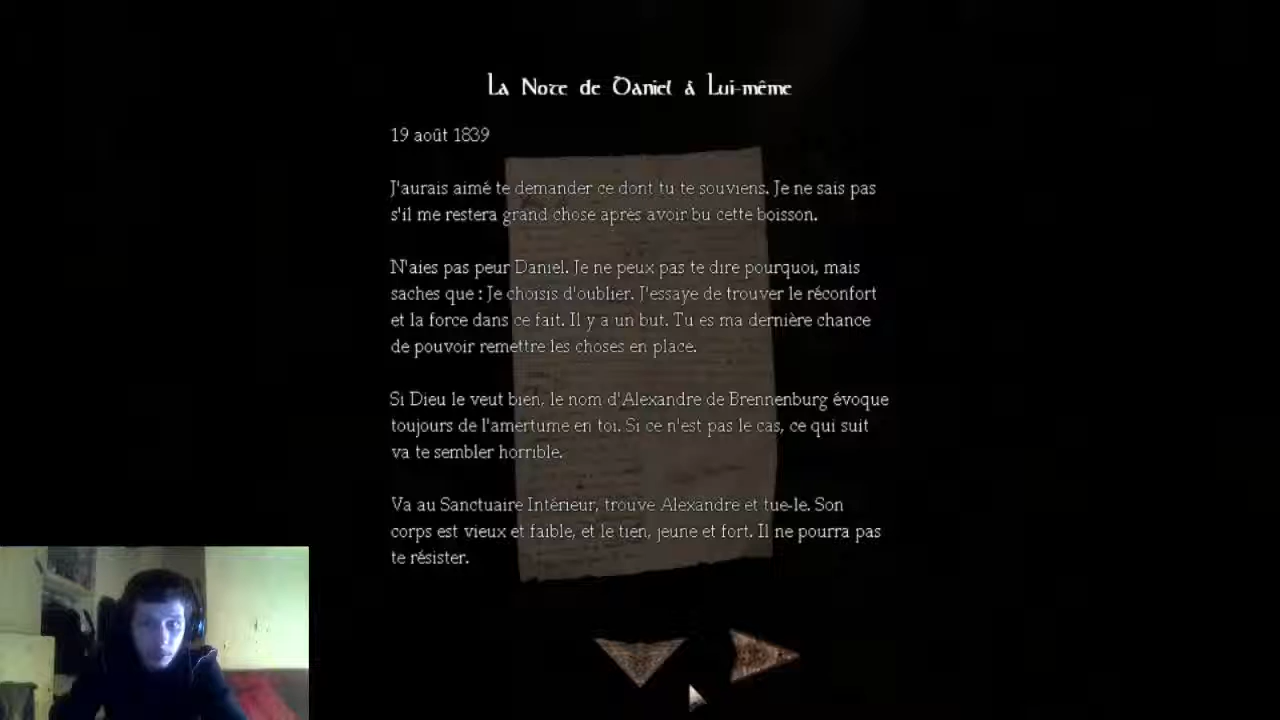 La Note de Daniel à Lui-même
19 août 1839
J'aurais aimé te demander ce dont tu te souviens. Je ne sais pas
s'il me restera grand chose après avoir bu cette boisson.
N'aies pas peur Daniel. Je ne peux pas te dire pourquoi, mais
saches que : Je choisis d'oublier. J'essaye de trouver le réconfort
et la force dans ce fait. Il y a un but. Tu es ma dernière chance
de pouvoir remettre les choses en place.
Si Dieu le veut bien, le nom d'Alexandre de Brennenburg évoque
toujours de l'amertume en toi. Si ce n'est pas le cas, ce qui suit
va te sembler horrible.
Va au Sanctuaire Intérieur, trouve Alexandre et tue-le. Son
corps est vieux et faible, et le tien, jeune et fort. Il ne pourra pas
te résister.